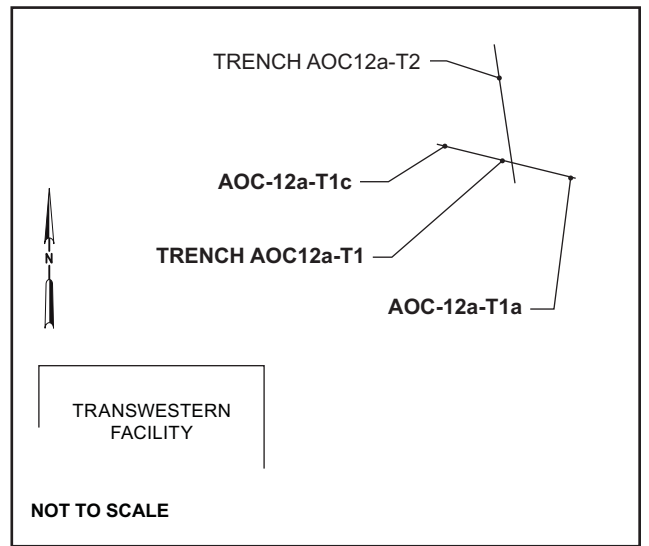 TRENCH AOC12a-T2
AOC-12a-T1c
TRENCH AOC12a-T1
AOC-12a-T1a
N
TRANSWESTERN
FACILITY
NOT TO SCALE